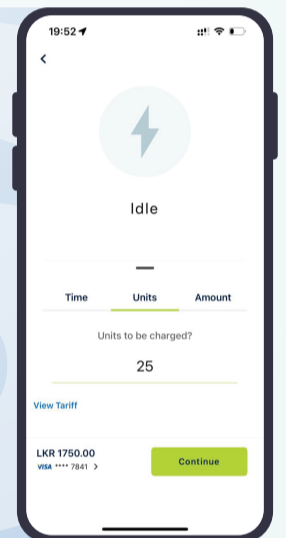 19:52
Idle
Time Units Amount
Units to be charged?
25
View Tariff
LKR 1750.00
VISA •••• 7841 >
Continue